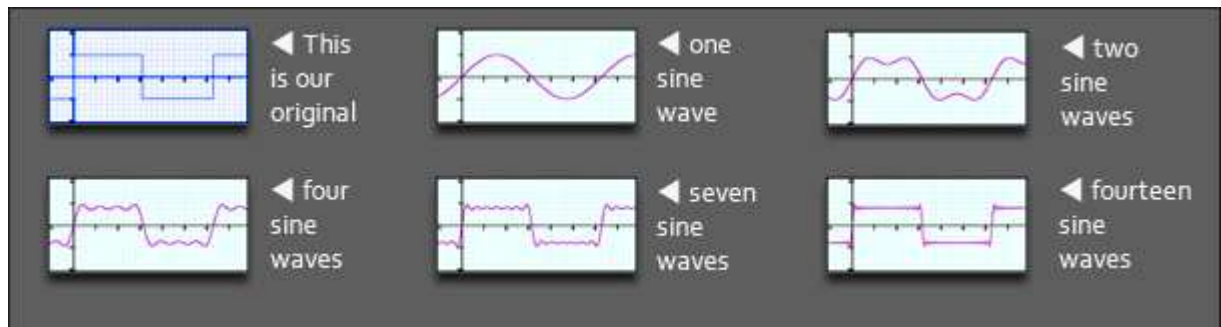 ◀ This
is our
original
◀ one
sine
wave
◀ two
sine
waves
◀ four
sine
waves
◀ seven
sine
waves
◀ fourteen
sine
waves